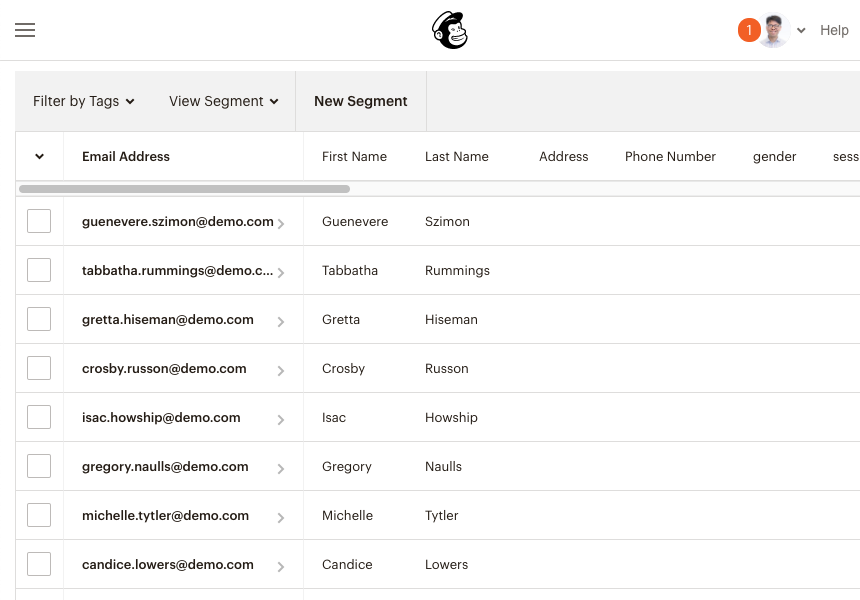 1 Help
Filter by Tags View Segment New Segment
Email Address First Name Last Name Address Phone Number gender sess
guenevere.szimon@demo.com Guenevere Szimon
tabbatha.rummings@demo.c... Tabbatha Rummings
gretta.hiseman@demo.com Gretta Hiseman
crosby.russon@demo.com Crosby Russon
isac.howship@demo.com Isac Howship
gregory.naulls@demo.com Gregory Naulls
michelle.tytler@demo.com Michelle Tytler
candice.lowers@demo.com Candice Lowers